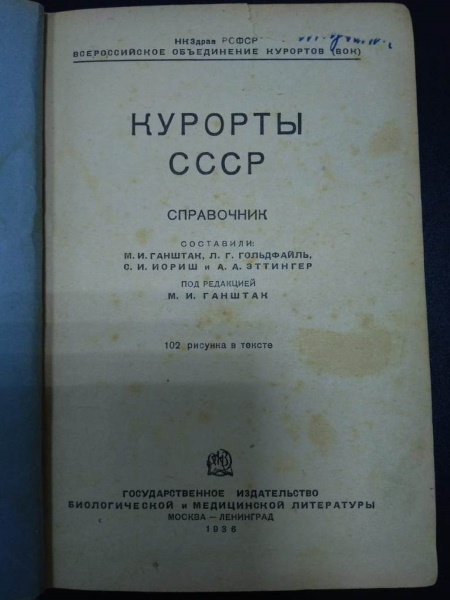 НКЗдрав РСФСР
ВСЕРОССИЙСКОЕ ОБЪЕДИНЕНИЕ КУРОРТОВ (ВОК)
КУРОРТЫ
СССР
СПРАВОЧНИК
СОСТАВИЛИ:
М. И. ГАНШТАК, Л. Г. ГОЛЬДФАЙЛЬ,
С. И. ИОРИШ и А. А. ЭТТИНГЕР
ПОД РЕДАКЦИЕЙ
М. И. ГАНШТАК
102 рисунка в тексте
ГОСУДАРСТВЕННОЕ ИЗДАТЕЛЬСТВО
БИОЛОГИЧЕСКОЙ и МЕДИЦИНСКОЙ ЛИТЕРАТУРЫ
МОСКВА — ЛЕНИНГРАД
1936